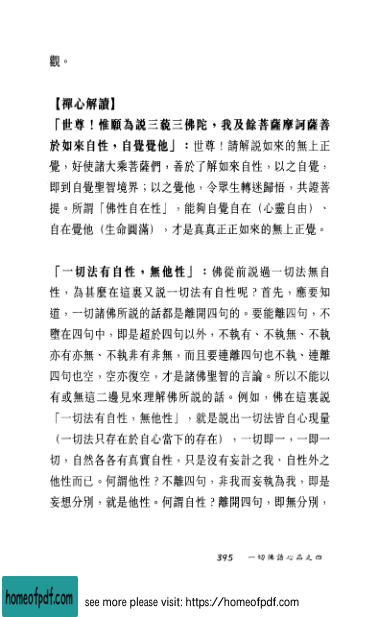 觀。
【禪心解讀】
「世尊！惟願為說三藐三佛陀，我及餘菩薩摩訶薩善
於如來自性，自覺覺他」：世尊！請解說如來的無上正
覺，好使諸大乘菩薩們，善於了解如來自性，以之自覺，
即到自覺聖智境界；以之覺他，令眾生轉迷歸悟，共證菩
提。所謂「佛性自在性」，能夠自覺自在（心靈自由）、
自在覺他（生命圓滿），才是真真正正如來的無上正覺。
「一切法有自性，無他性」：佛從前說過一切法無自
性，為甚麼在這裏又說一切法有自性呢？首先，應要知
道，一切諸佛所說的話都是離開四句的。要能離四句，不
墮在四句中，即是超於四句以外，不執有、不執無、不執
亦有亦無、不執非有非無，而且要連離四句也不執、連離
四句也空，空亦復空，才是諸佛聖智的言論。所以不能以
有或無這二邊見來理解佛所說的話。例如，佛在這裏說
「一切法有自性，無他性」，就是說出一切法皆自心現量
（一切法只存在於自心當下的存在），一切即一，一即一
切，自然各各有真實自性，只是沒有妄計之我、自性外之
他性而已。何謂他性？不離四句，非我而妄執為我，即是
妄想分別，就是他性。何謂自性？離開四句，即無分別，
395 一切佛語心品之四
homeofpdf.com see more please visit: https://homeofpdf.com